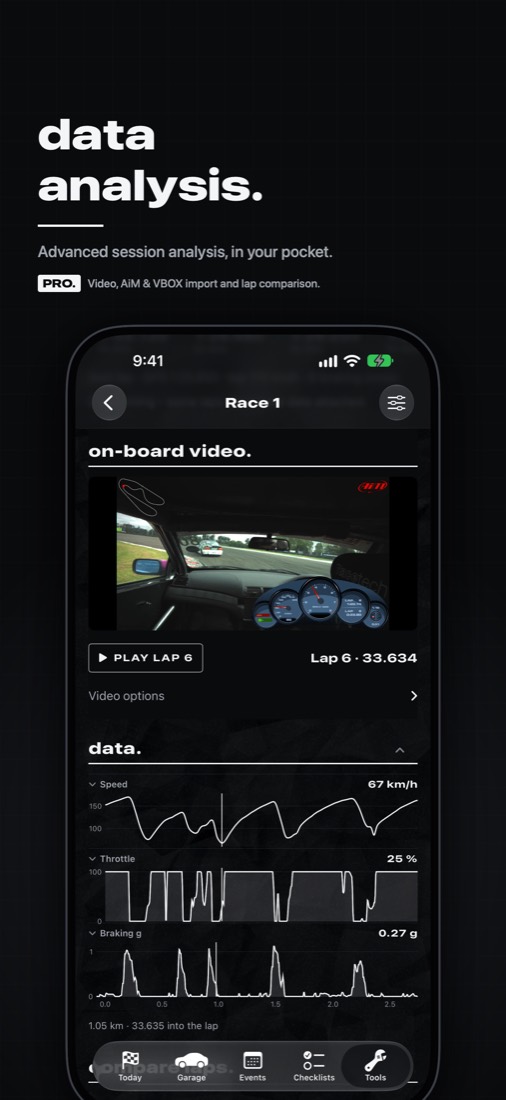 data
analysis.
Advanced session analysis, in your pocket.
PRO. Video, AiM & VBOX import and lap comparison.
9:41
Race 1
on-board video.
AiM
PLAY LAP 6
Lap 6 · 33.634
Video options
data.
Speed
67 km/h
150
100
Throttle
25 %
100
0
Braking g
0.27 g
1
0
0.0 0.5 1.0 1.5 2.0 2.5
1.05 km · 33.635 into the lap
compare laps.
Today
Garage
Events
Checklists
Tools